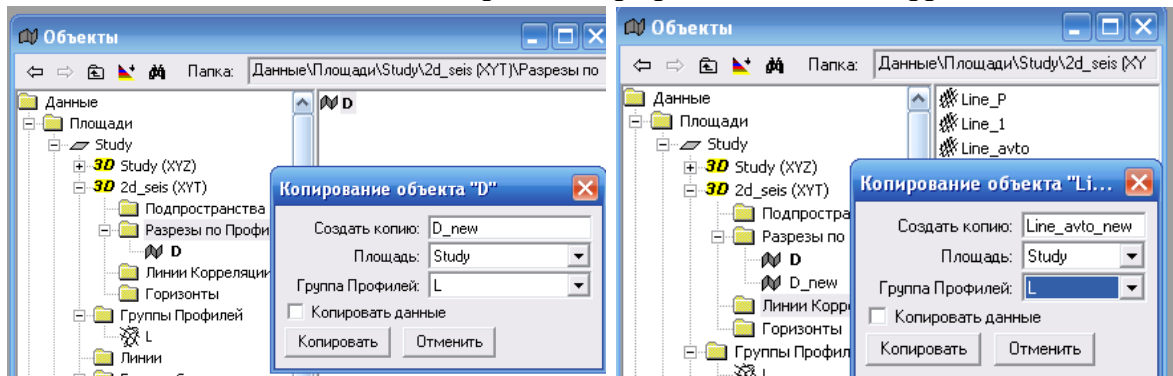 Объекты
Папка: Данные\Площади\Study\2d_seis (XYT)\Разрезы по
Данные
Площади
Study
3D Study (XYZ)
3D 2d_seis (XYT)
Подпространства
Разрезы по Профи
D
Линии Корреляции
Горизонты
Группы Профилей
L
Линии
D
Копирование объекта "D"
Создать копию: D_new
Площадь: Study
Группа Профилей: L
Копировать данные
Копировать Отменить
Объекты
Папка: Данные\Площади\Study\2d_seis (XY
Данные
Площади
Study
3D Study (XYZ)
3D 2d_seis (XYT)
Подпростра
Разрезы по
D
D_new
Линии Корр
Горизонты
Группы Профил
Line_P
Line_1
Line_avto
Копирование объекта "Li...
Создать копию: Line_avto_new
Площадь: Study
Группа Профилей: L
Копировать данные
Копировать Отменить